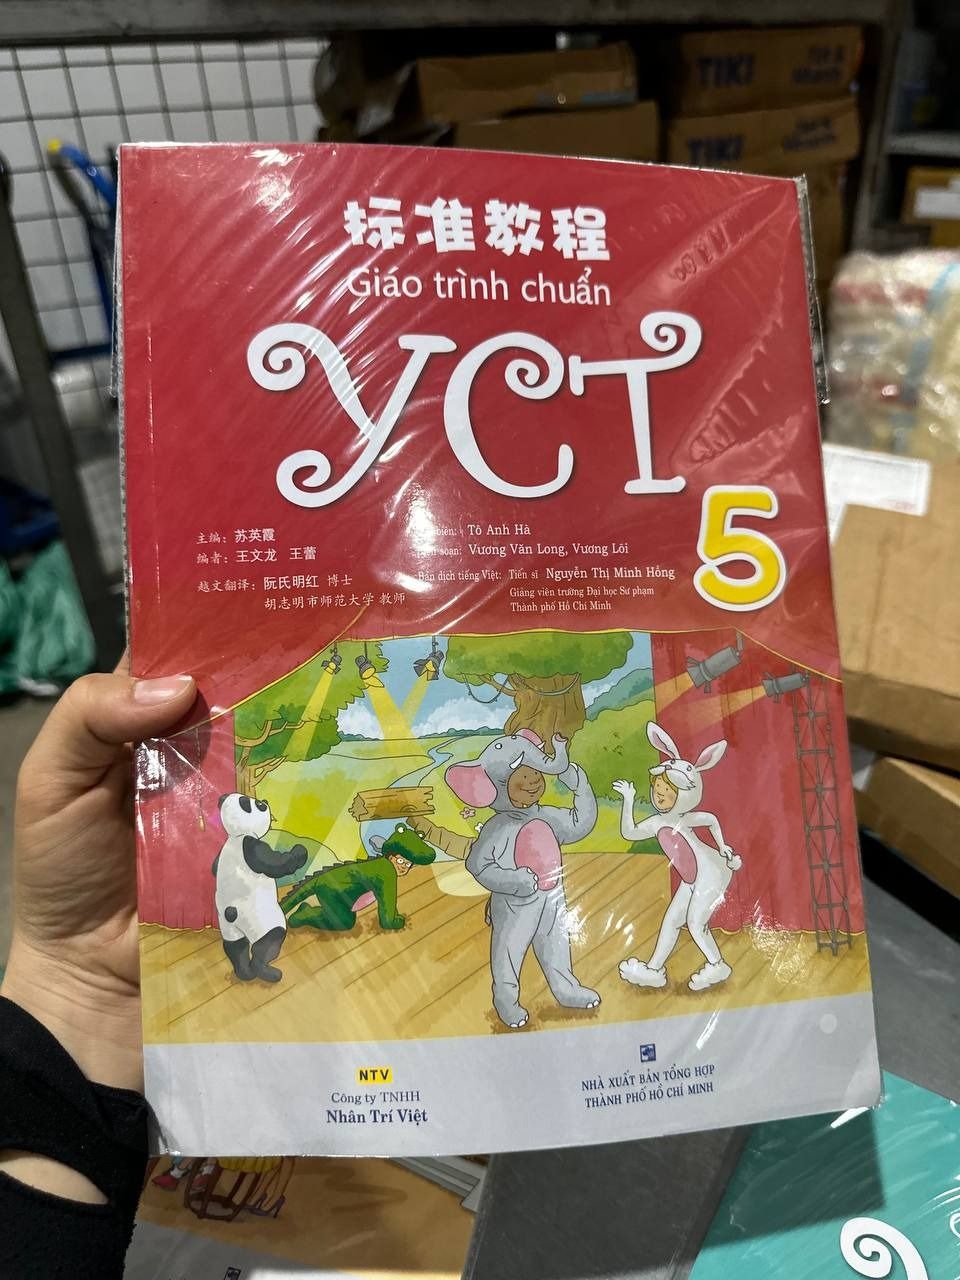 TIKI
TIKI
标准教程
Giáo trình chuẩn
YCT
5
主编: 苏英霞
编者: 王文龙 王蕾
越文翻译: 阮氏明红 博士
胡志明市师范大学 教师
biên: Tô Anh Hà
soạn: Vương Văn Long, Vương Lôi
Bản dịch tiếng Việt: Tiến sĩ Nguyễn Thị Minh Hồng
Giảng viên trường Đại học Sư phạm
Thành phố Hồ Chí Minh
NTV
Công ty TNHH
Nhân Trí Việt
NHÀ XUẤT BẢN TỔNG HỢP
THÀNH PHỐ HỒ CHÍ MINH